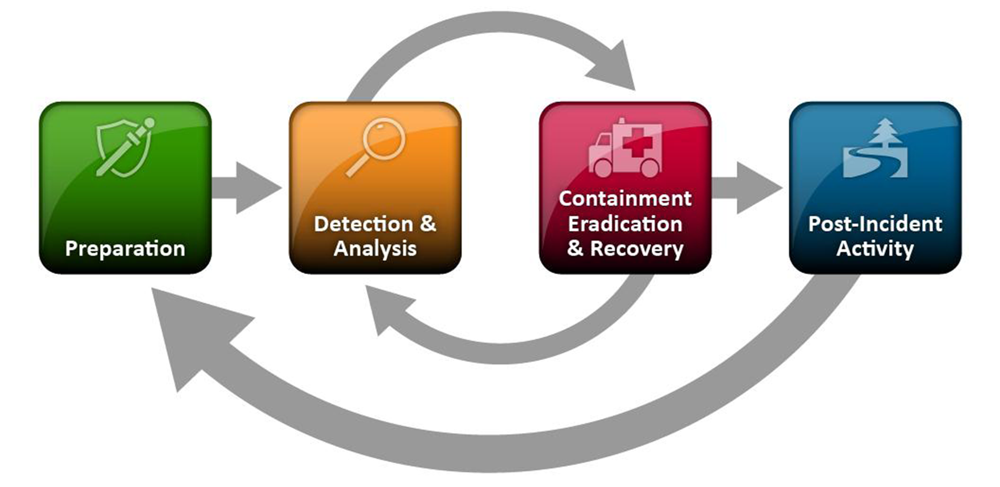 Preparation
Detection &
Analysis
Containment
Eradication
& Recovery
Post-Incident
Activity